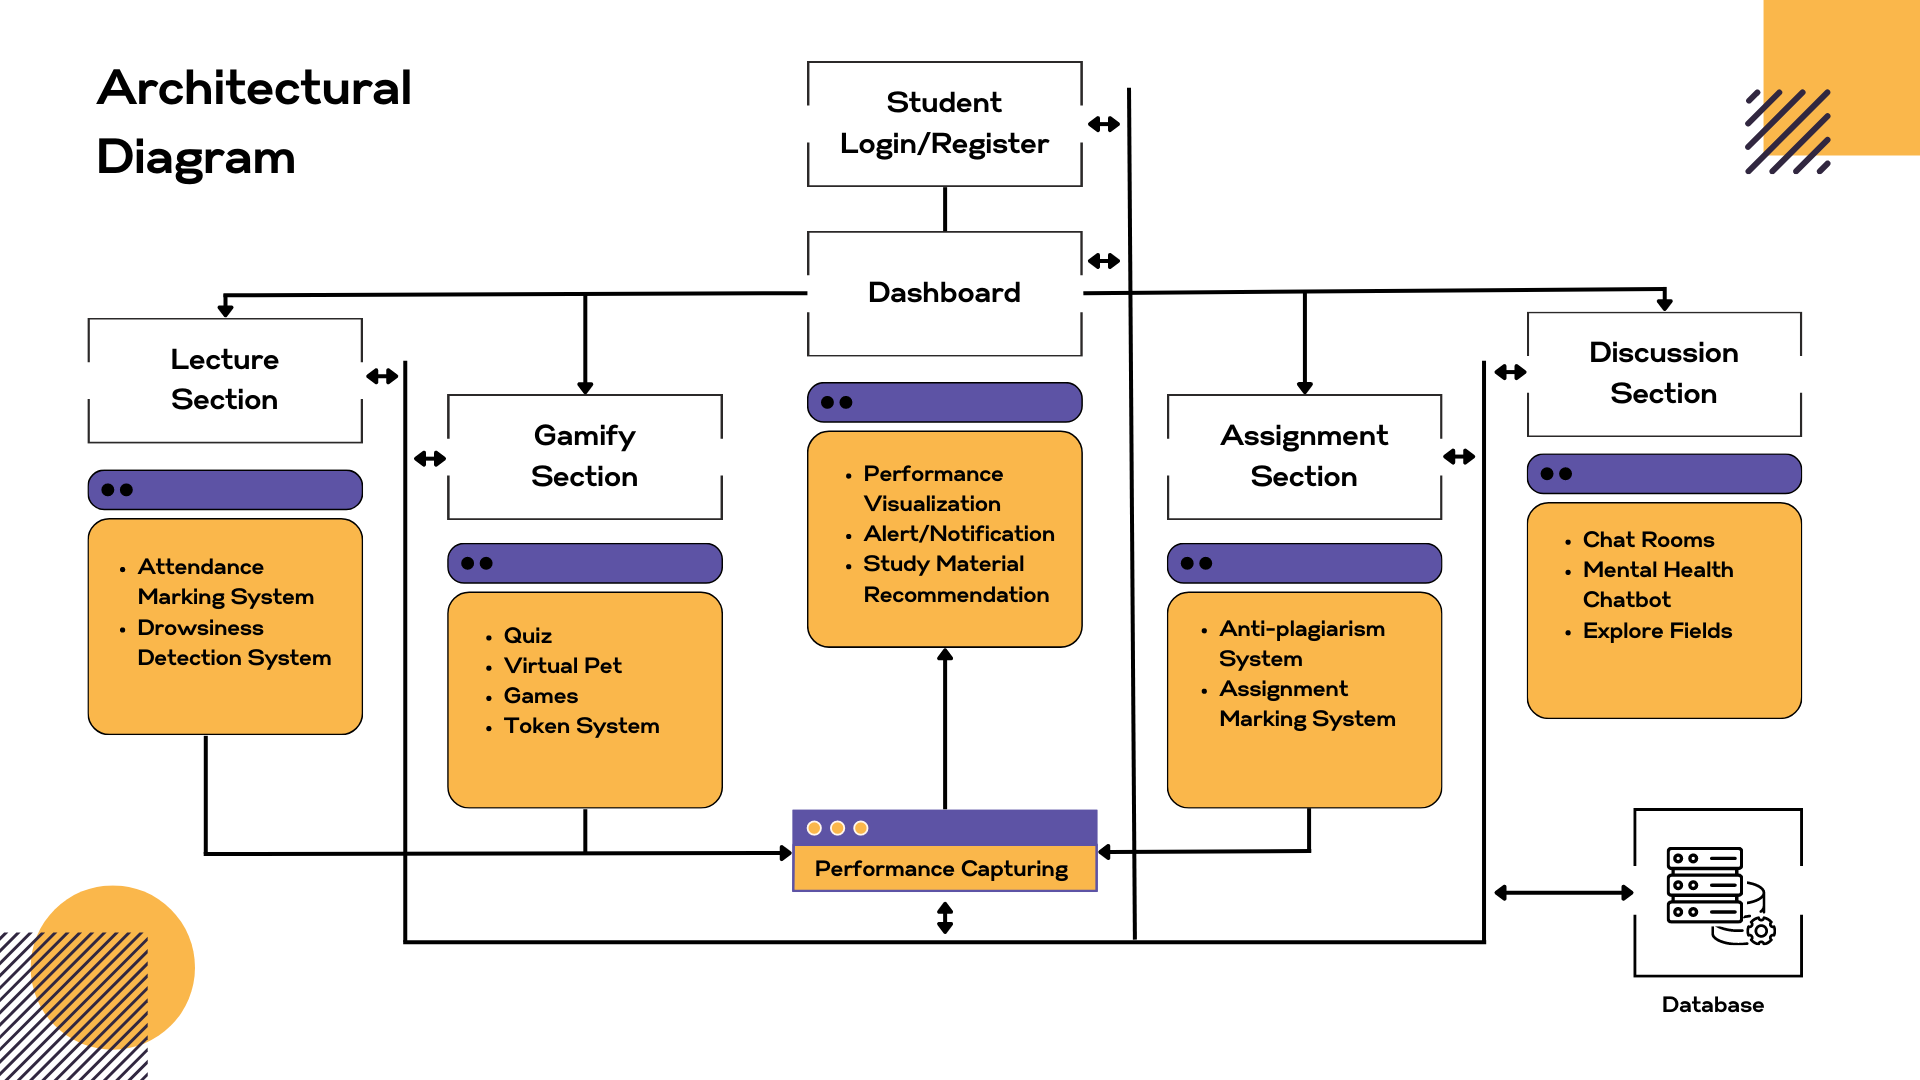 Architectural
Diagram
Student
Login/Register
Dashboard
Lecture
Section
Gamify
Section
Assignment
Section
Discussion
Section
• Attendance
Marking System
• Drowsiness
Detection System
• Quiz
• Virtual Pet
• Games
• Token System
• Performance
Visualization
• Alert/Notification
• Study Material
Recommendation
• Anti-plagiarism
System
• Assignment
Marking System
• Chat Rooms
• Mental Health
Chatbot
• Explore Fields
Performance Capturing
Database